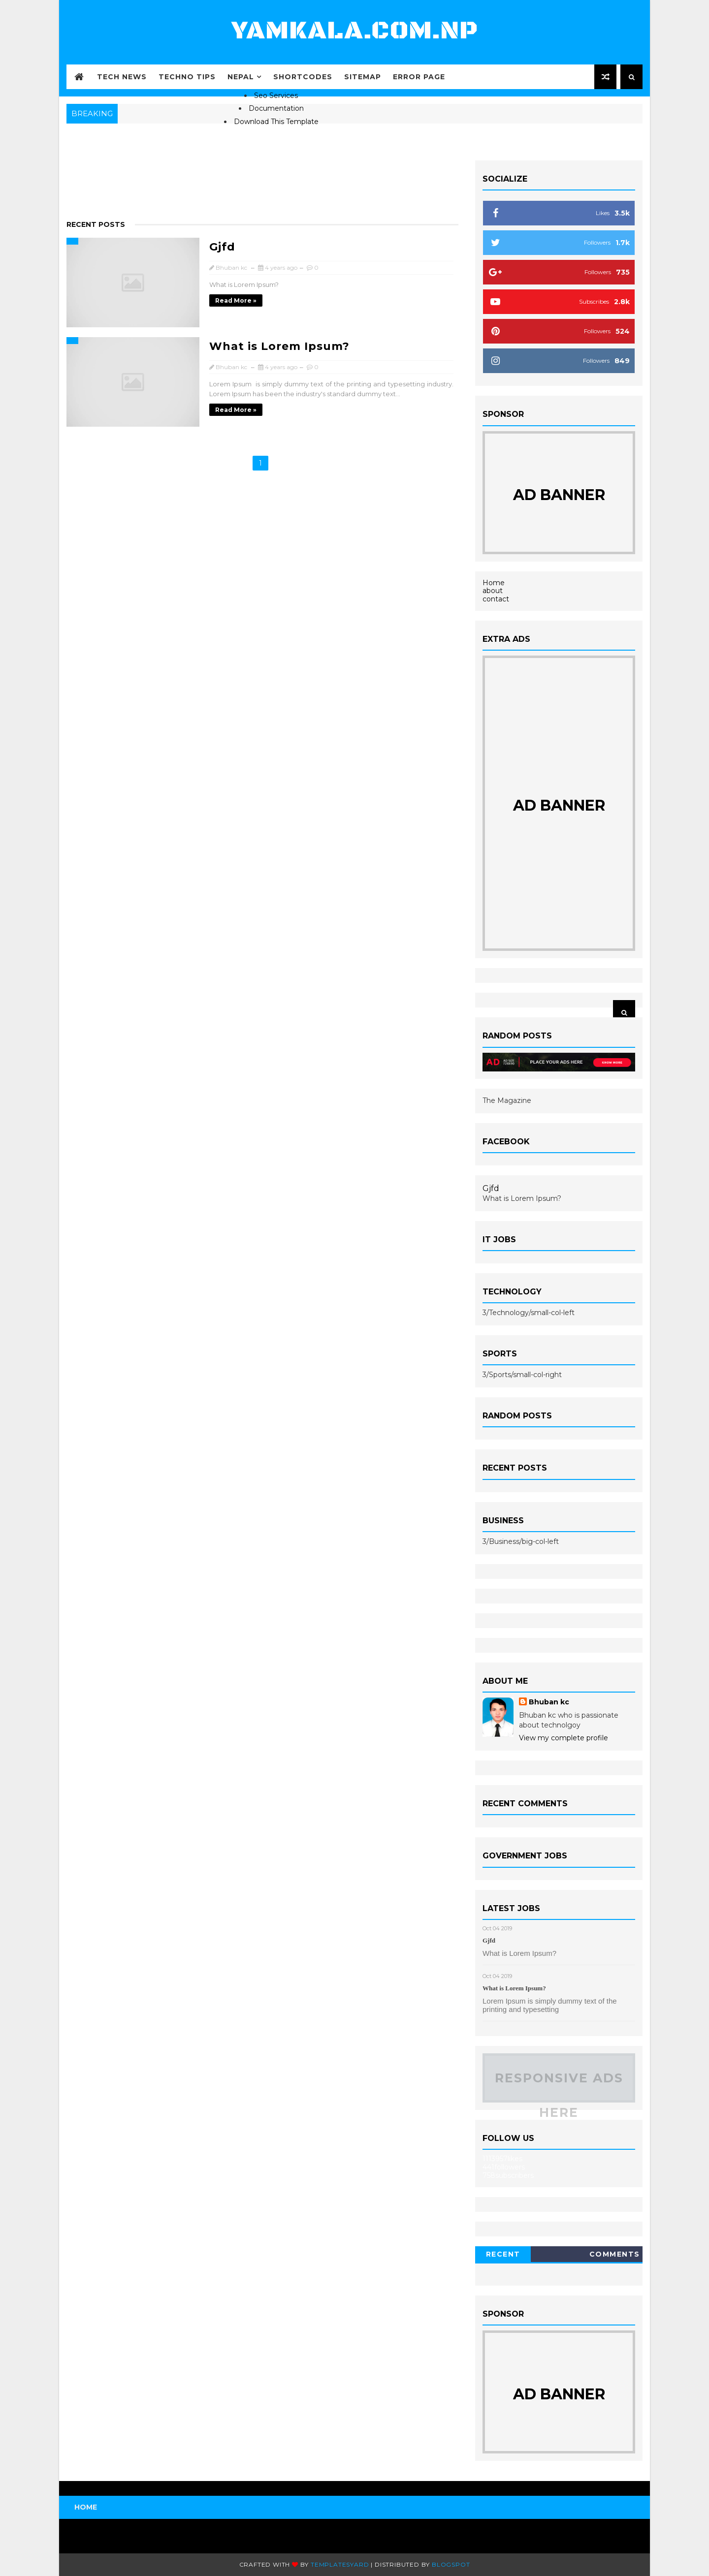 YAMKALA.COM.NP
TECH NEWS TECHNO TIPS NEPAL SHORTCODES SITEMAP ERROR PAGE
Seo Services
BREAKING
Documentation
Download This Template
RECENT POSTS
Gjfd
Bhuban kc – 4 years ago – 0
What is Lorem Ipsum?
Read More »
What is Lorem Ipsum?
Bhuban kc – 4 years ago – 0
Lorem Ipsum is simply dummy text of the printing and typesetting industry.
Lorem Ipsum has been the industry's standard dummy text...
Read More »
1
SOCIALIZE
Likes 3.5k
Followers 1.7k
Followers 735
Subscribes 2.8k
Followers 524
Followers 849
SPONSOR
AD BANNER
Home
about
contact
EXTRA ADS
AD BANNER
RANDOM POSTS
AD PLACE YOUR ADS HERE
The Magazine
FACEBOOK
Gjfd
What is Lorem Ipsum?
IT JOBS
TECHNOLOGY
3/Technology/small-col-left
SPORTS
3/Sports/small-col-right
RANDOM POSTS
RECENT POSTS
BUSINESS
3/Business/big-col-left
ABOUT ME
Bhuban kc
Bhuban kc who is passionate
about technolgoy
View my complete profile
RECENT COMMENTS
GOVERNMENT JOBS
LATEST JOBS
Oct 04 2019
Gjfd
What is Lorem Ipsum?
Oct 04 2019
What is Lorem Ipsum?
Lorem Ipsum is simply dummy text of the
printing and typesetting
RESPONSIVE ADS
HERE
FOLLOW US
RECENT COMMENTS
SPONSOR
AD BANNER
HOME
CRAFTED WITH BY TEMPLATESYARD | DISTRIBUTED BY BLOGSPOT